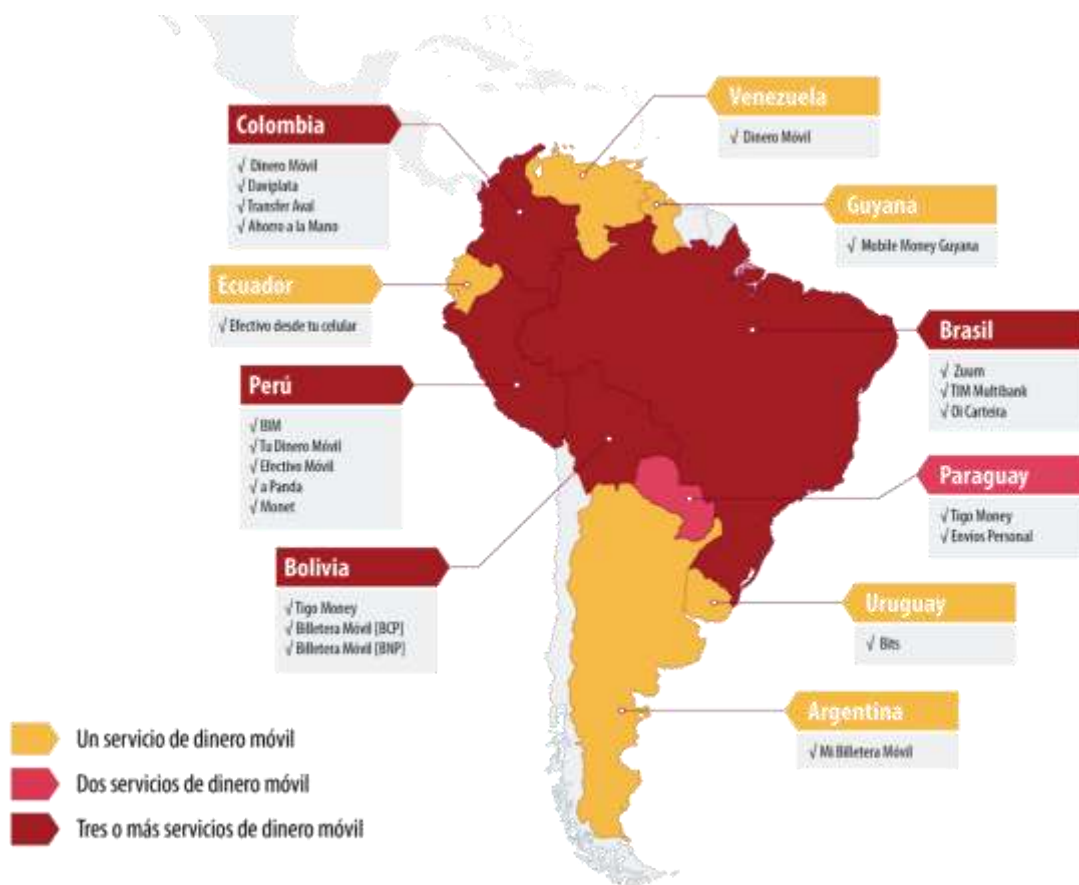 Colombia
√ Dinero Móvil
√ Daviplata
√ Transfer Aval
√ Ahorro a la Mano
Ecuador
√ Efectivo desde tu celular
Perú
√ BIM
√ Tu Dinero Móvil
√ Efectivo Móvil
√ a Panda
√ Monet
Bolivia
√ Tigo Money
√ Billetera Móvil [BCP]
√ Billetera Móvil [BNP]
Venezuela
√ Dinero Móvil
Guyana
√ Mobile Money Guyana
Brasil
√ Zuum
√ TIM Multibank
√ Oi Carteira
Paraguay
√ Tigo Money
√ Envíos Personal
Uruguay
√ Bits
Argentina
√ Mi Billetera Móvil
Un servicio de dinero móvil
Dos servicios de dinero móvil
Tres o más servicios de dinero móvil